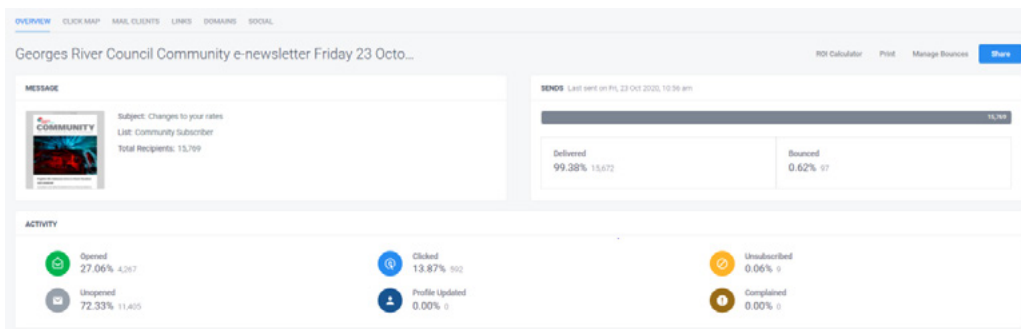 OVERVIEW CLICK MAP MAIL CLIENTS LINKS DOMAINS SOCIAL
Georges River Council Community e-newsletter Friday 23 Octo...
ROI Calculator Print Manage Bounces Share
MESSAGE
COMMUNITY
Subject: Changes to your rates
List: Community Subscriber
Total Recipients: 15,769
SENDS Last sent on Fri, 23 Oct 2020, 10:56 am
15,769
Delivered
99.38% 15,672
Bounced
0.62% 97
ACTIVITY
Opened
27.06% 4,267
Clicked
13.87% 592
Unsubscribed
0.06% 9
Unopened
72.33% 11,405
Profile Updated
0.00% 0
Complained
0.00% 0